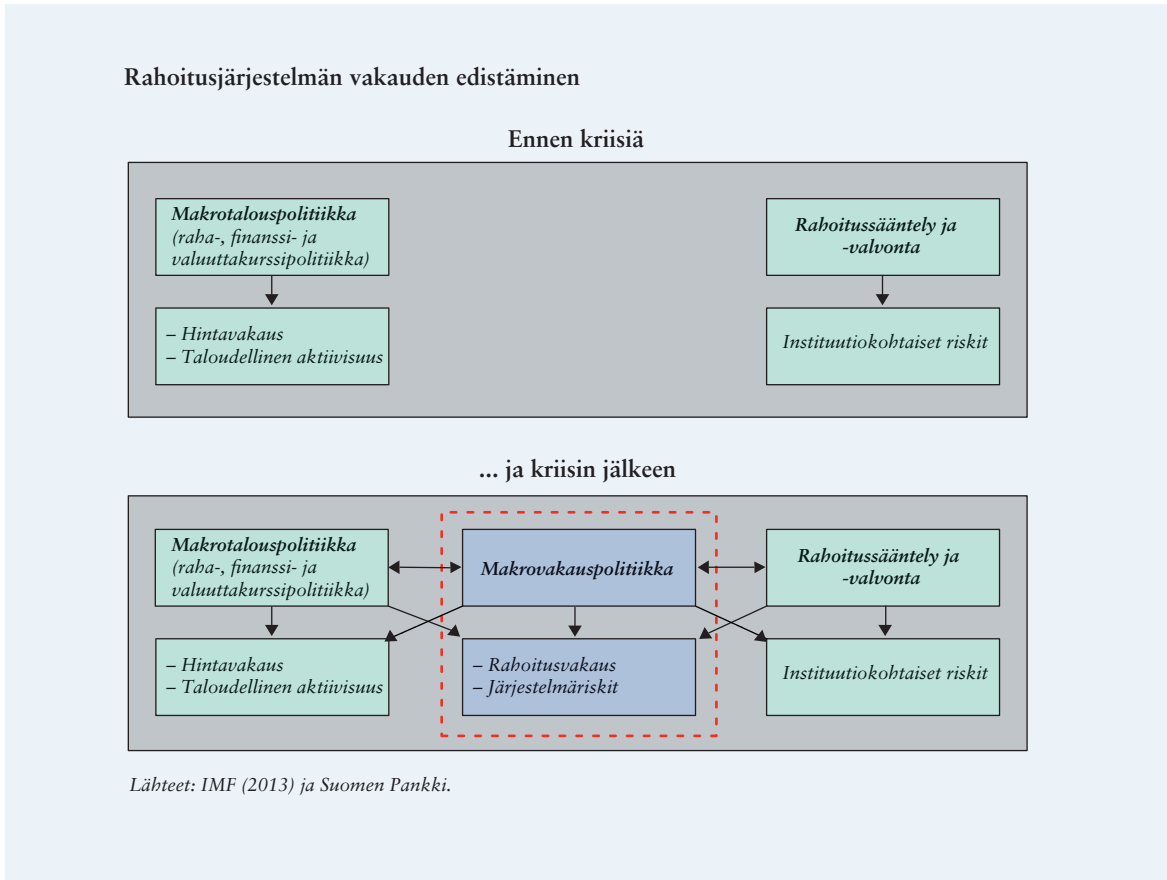 Rahoitusjärjestelmän vakauden edistäminen
Ennen kriisiä
Makrotalouspolitiikka
(raha-, finanssi- ja
valuuttakurssipolitiikka)
– Hintavakaus
– Taloudellinen aktiivisuus
Rahoitussääntely ja
-valvonta
Instituutiokohtaiset riskit
... ja kriisin jälkeen
Makrotalouspolitiikka
(raha-, finanssi- ja
valuuttakurssipolitiikka)
Makrovakauspolitiikka
Rahoitussääntely ja
-valvonta
– Hintavakaus
– Taloudellinen aktiivisuus
– Rahoitusvakaus
– Järjestelmäriskit
Instituutiokohtaiset riskit
Lähteet: IMF (2013) ja Suomen Pankki.